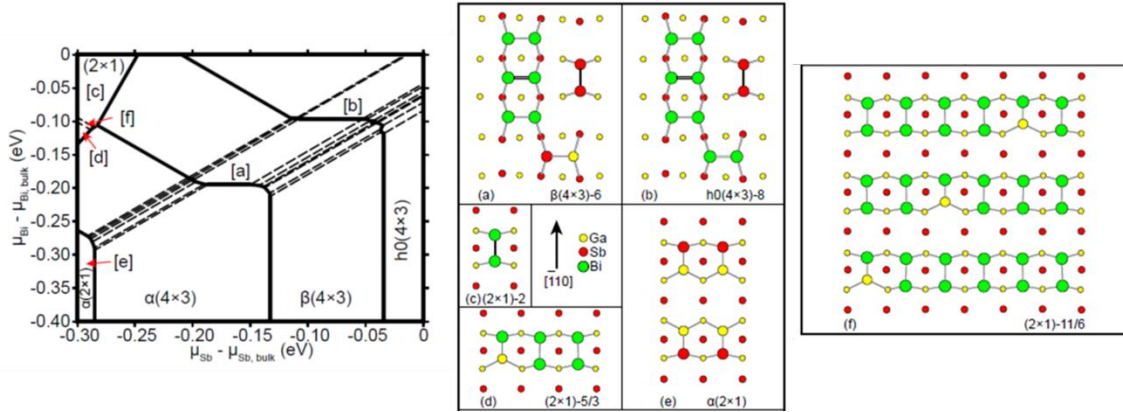 0
-0.05
-0.10
-0.15
-0.20
-0.25
-0.30
-0.35
-0.40
μBi - μBi, bulk (eV)
(2×1)
[c]
[f]
[d]
[b]
[a]
[e]
α(2×1)
α(4×3)
β(4×3)
h0(4×3)
-0.30 -0.25 -0.20 -0.15 -0.10 -0.05 0.00
μSb - μSb, bulk (eV)
(a) β(4×3)-6
(b) h0(4×3)-8
(c)(2×1)-2
[110]
Ga
Sb
Bi
(d) (2×1)-5/3
(e) α(2×1)
(f) (2×1)-11/6